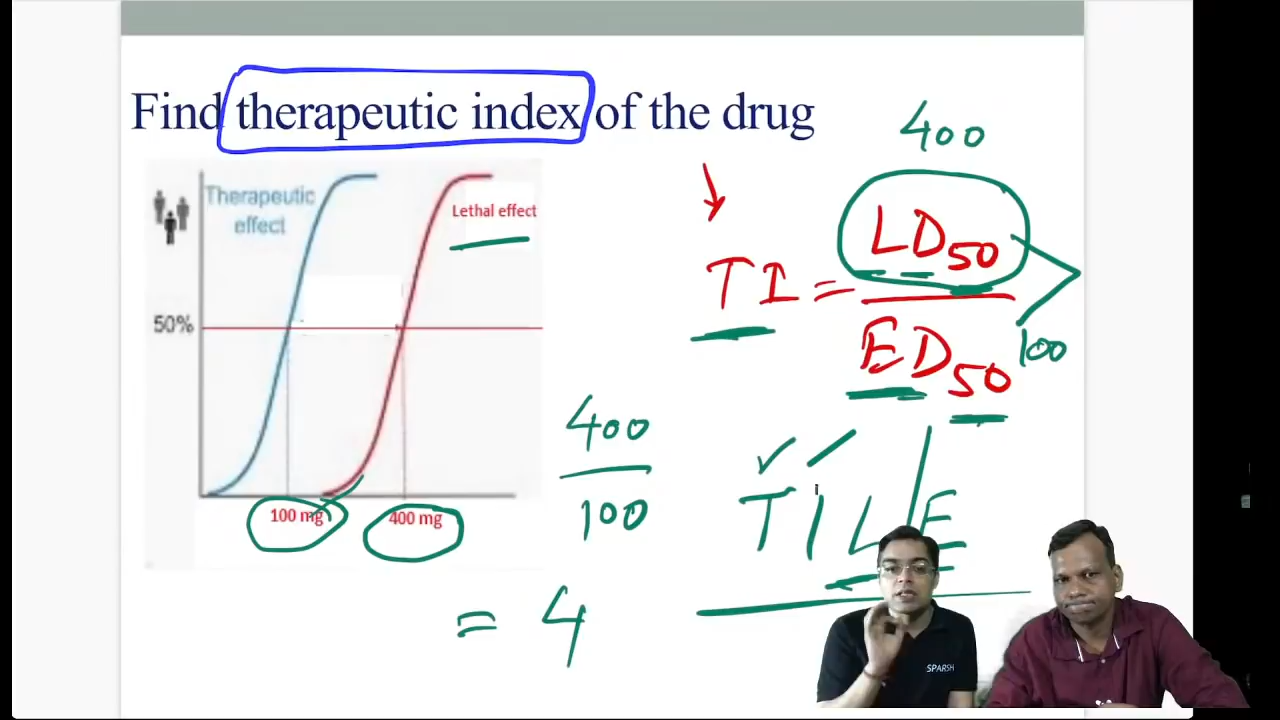 Find therapeutic index of the drug
400
Therapeutic
effect
Lethal effect
LD50
TI =
ED50
50%
100
400
100
100 mg
400 mg
TILE
= 4
SPARSH